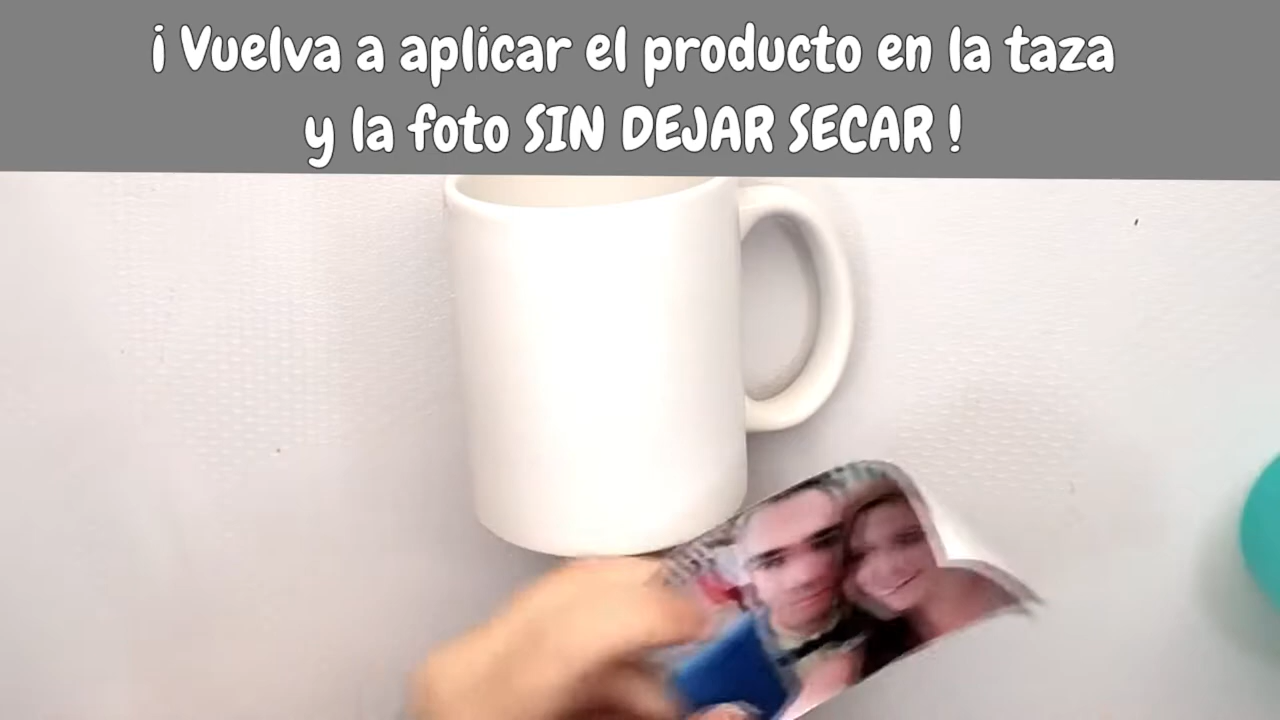 ¡ Vuelva a aplicar el producto en la taza
y la foto SIN DEJAR SECAR !